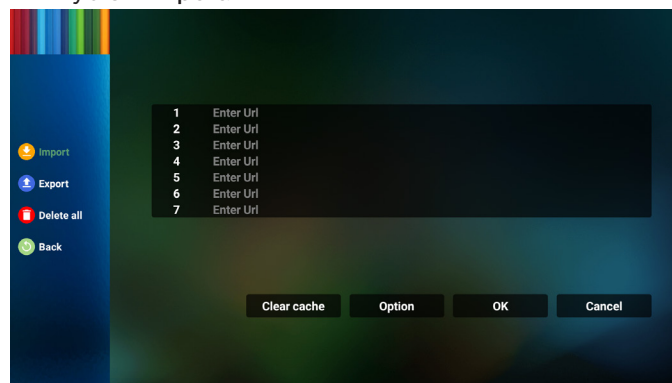 Import
Export
Delete all
Back
1 Enter Url
2 Enter Url
3 Enter Url
4 Enter Url
5 Enter Url
6 Enter Url
7 Enter Url
Clear cache Option OK Cancel